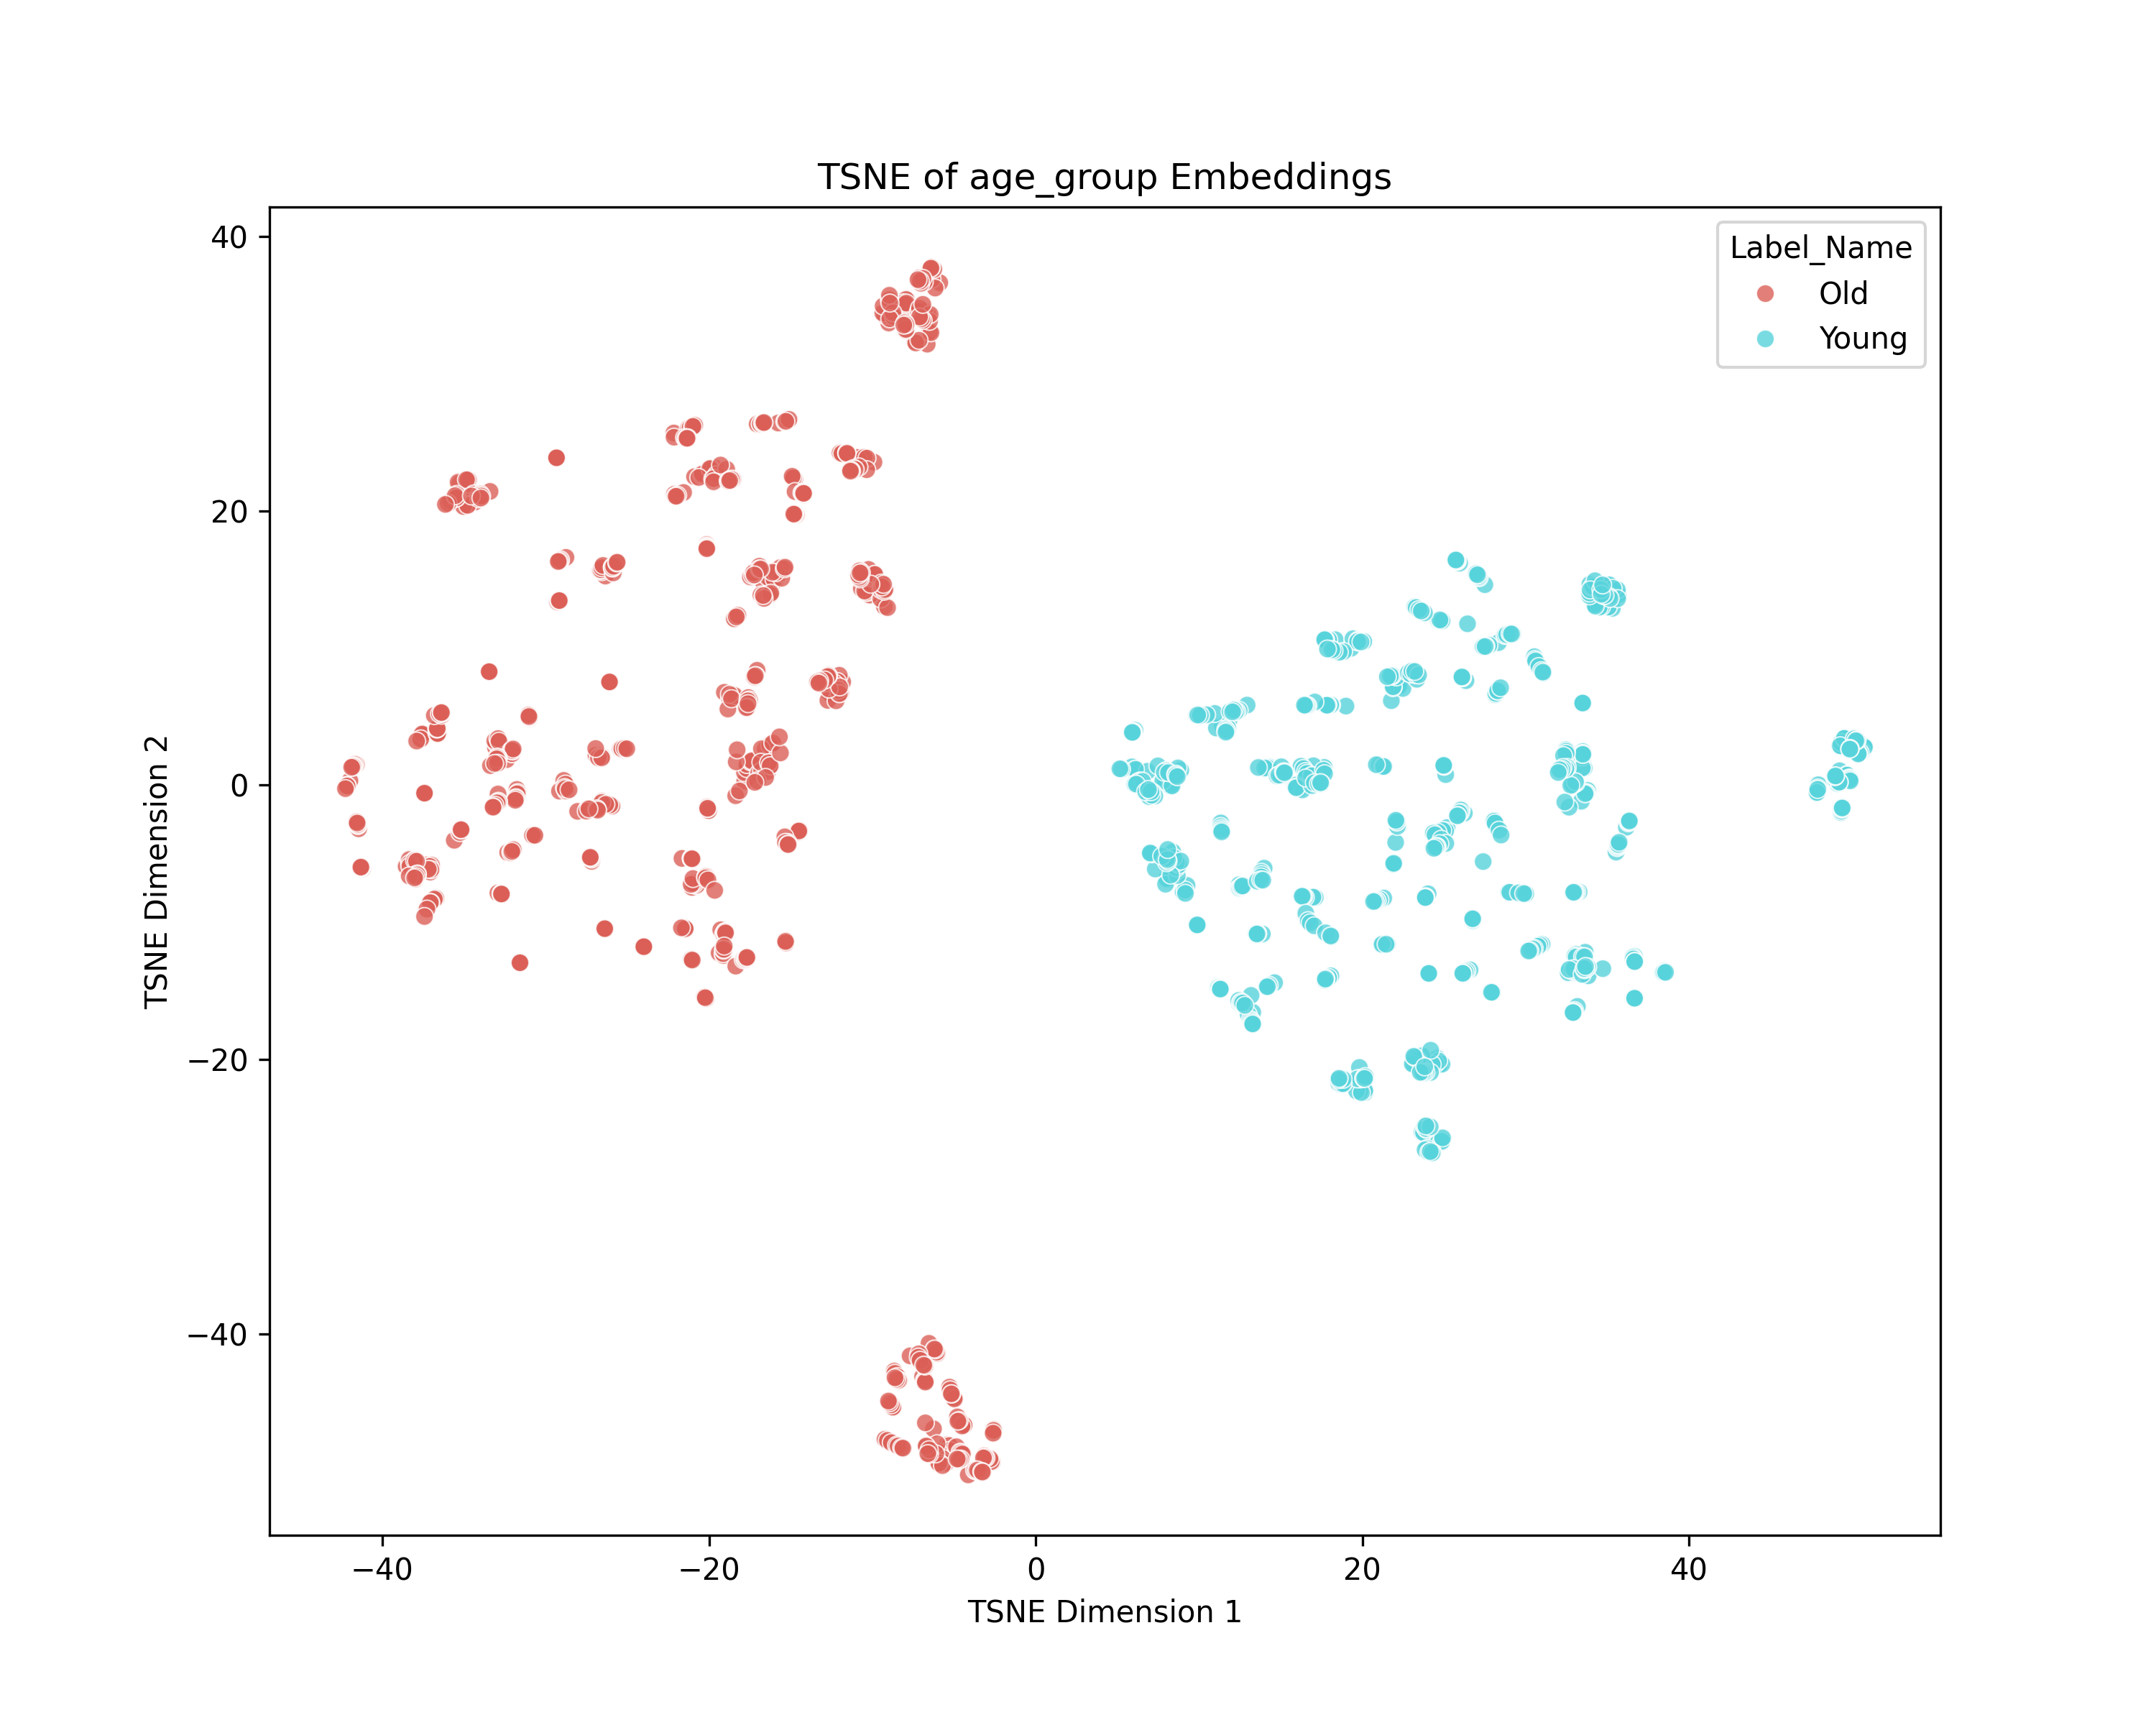 TSNE of age_group Embeddings
Label_Name
Old
Young
40
20
0
−20
−40
TSNE Dimension 2
−40
−20
0
20
40
TSNE Dimension 1